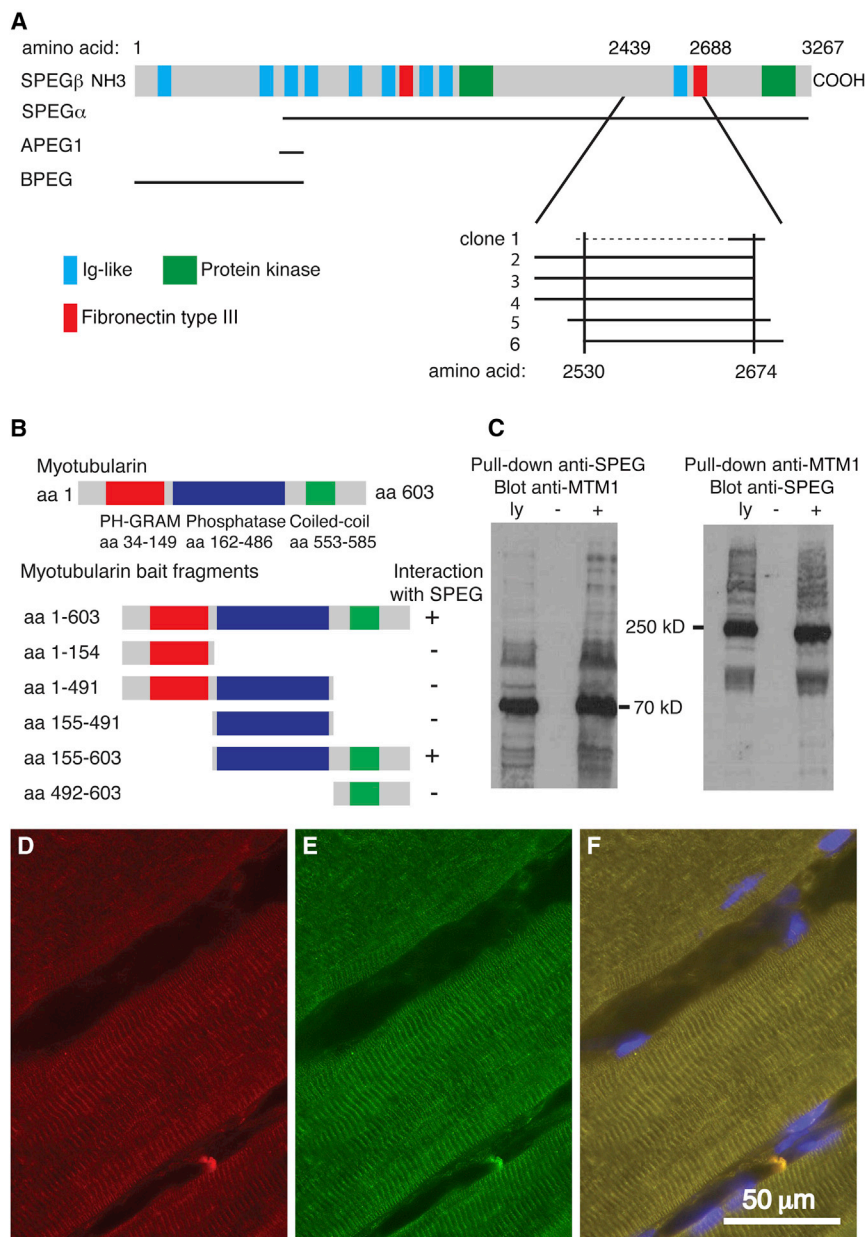 A
amino acid: 1 2439 2688 3267
SPEGβ NH3 COOH
SPEGα
APEG1
BPEG
clone 1
2
3
4
5
6
amino acid: 2530 2674
Ig-like Protein kinase
Fibronectin type III
B
Myotubularin
aa 1 aa 603
PH-GRAM Phosphatase Coiled-coil
aa 34-149 aa 162-486 aa 553-585
Myotubularin bait fragments Interaction
with SPEG
aa 1-603 +
aa 1-154 -
aa 1-491 -
aa 155-491 -
aa 155-603 +
aa 492-603 -
C
Pull-down anti-SPEG
Blot anti-MTM1
ly - +
70 kD
Pull-down anti-MTM1
Blot anti-SPEG
ly - +
250 kD
D
E
F
50 μm